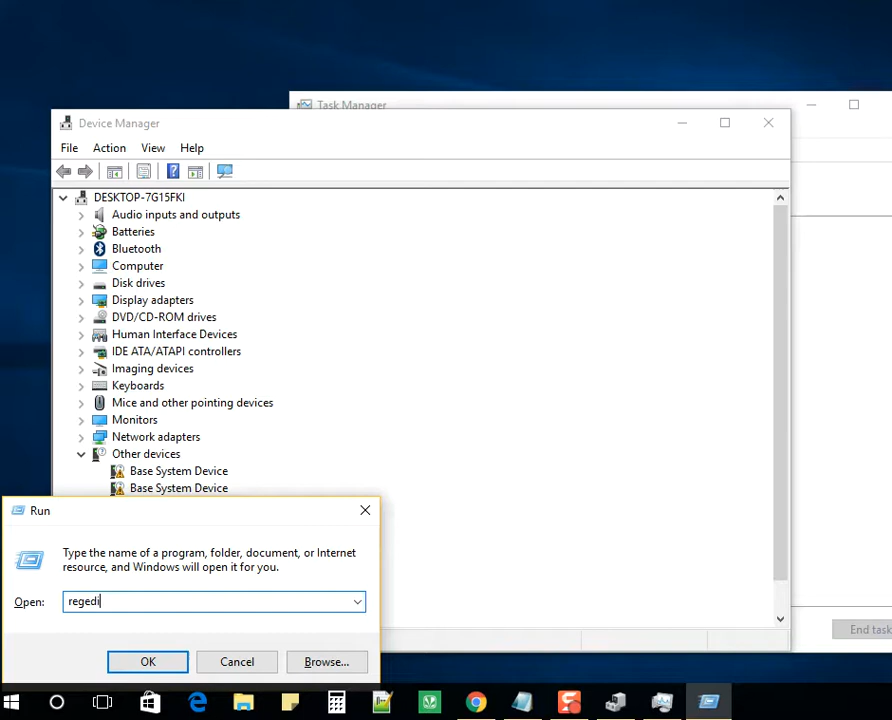 Task Manager
Device Manager
File Action View Help
DESKTOP-7G15FKI
Audio inputs and outputs
Batteries
Bluetooth
Computer
Disk drives
Display adapters
DVD/CD-ROM drives
Human Interface Devices
IDE ATA/ATAPI controllers
Imaging devices
Keyboards
Mice and other pointing devices
Monitors
Network adapters
Other devices
Base System Device
Base System Device
Run
Type the name of a program, folder, document, or Internet
resource, and Windows will open it for you.
Open: regedi
End task
OK Cancel Browse...